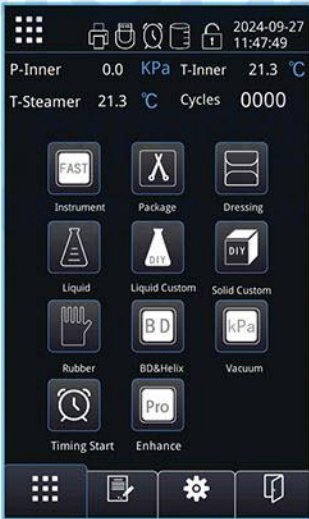 2024-09-27
11:47:49
P-Inner 0.0 KPa T-Inner 21.3 ℃
T-Steamer 21.3 ℃ Cycles 0000
FAST
Instrument Package Dressing
DIY DIY
Liquid Liquid Custom Solid Custom
BD kPa
Rubber BD&Helix Vacuum
Pro
Timing Start Enhance